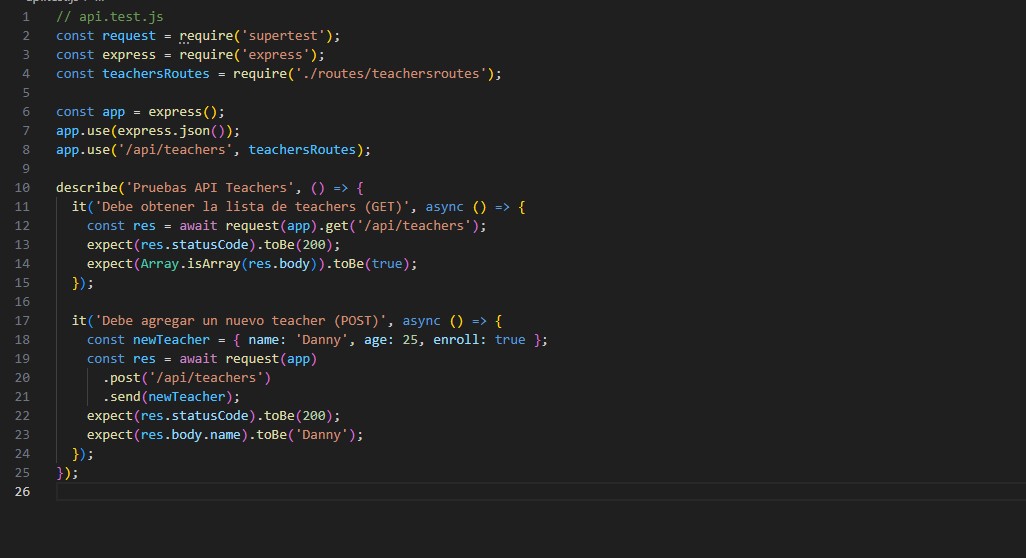 1 // api.test.js
2 const request = require('supertest');
3 const express = require('express');
4 const teachersRoutes = require('./routes/teachersroutes');
5
6 const app = express();
7 app.use(express.json());
8 app.use('/api/teachers', teachersRoutes);
9
10 describe('Pruebas API Teachers', () => {
11   it('Debe obtener la lista de teachers (GET)', async () => {
12     const res = await request(app).get('/api/teachers');
13     expect(res.statusCode).toBe(200);
14     expect(Array.isArray(res.body)).toBe(true);
15   });
16
17   it('Debe agregar un nuevo teacher (POST)', async () => {
18     const newTeacher = { name: 'Danny', age: 25, enroll: true };
19     const res = await request(app)
20       .post('/api/teachers')
21       .send(newTeacher);
22     expect(res.statusCode).toBe(200);
23     expect(res.body.name).toBe('Danny');
24   });
25 });
26